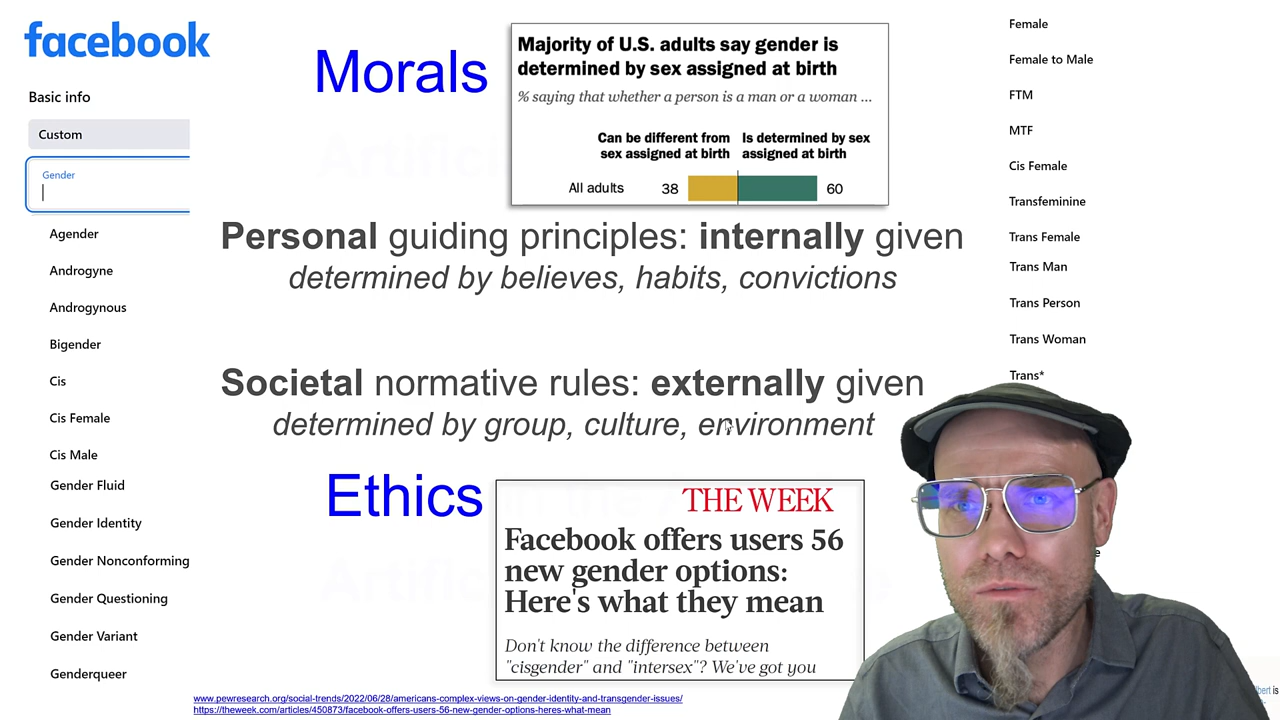 facebook
Basic info
Custom
Gender
Agender
Androgyne
Androgynous
Bigender
Cis
Cis Female
Cis Male
Gender Fluid
Gender Identity
Gender Nonconforming
Gender Questioning
Gender Variant
Genderqueer
Morals
Majority of U.S. adults say gender is
determined by sex assigned at birth
% saying that whether a person is a man or a woman ...
Can be different from
sex assigned at birth
Is determined by sex
assigned at birth
All adults 38 60
Personal guiding principles: internally given
determined by believes, habits, convictions
Societal normative rules: externally given
determined by group, culture, environment
Ethics
THE WEEK
Facebook offers users 56
new gender options:
Here's what they mean
Don't know the difference between
"cisgender" and "intersex"? We've got you
www.pewresearch.org/social-trends/2022/06/28/americans-complex-views-on-gender-identity-and-transgender-issues/
https://theweek.com/articles/450873/facebook-offers-users-56-new-gender-options-heres-what-mean
Female
Female to Male
FTM
MTF
Cis Female
Transfeminine
Trans Female
Trans Man
Trans Person
Trans Woman
Trans*
is